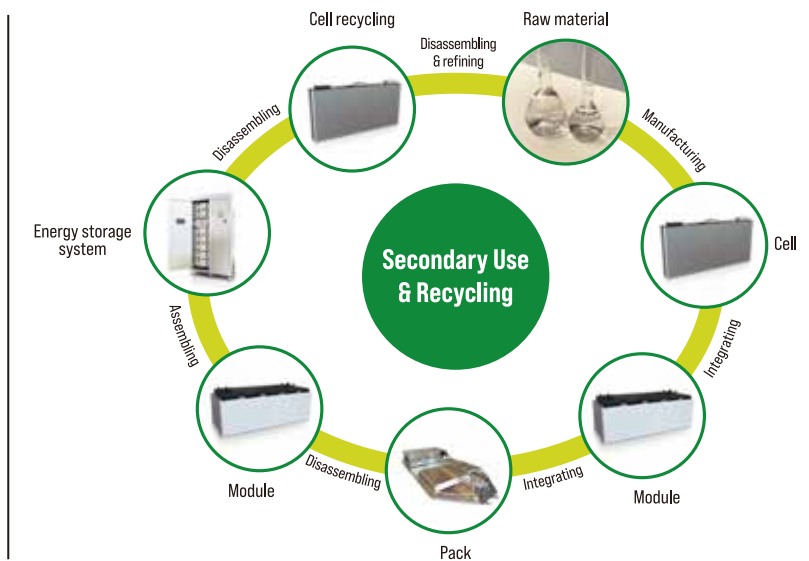 Cell recycling
Disassembling
& refining
Raw material
Manufacturing
Cell
Integrating
Module
Integrating
Pack
Disassembling
Module
Assembling
Energy storage
system
Disassembling
Secondary Use
& Recycling